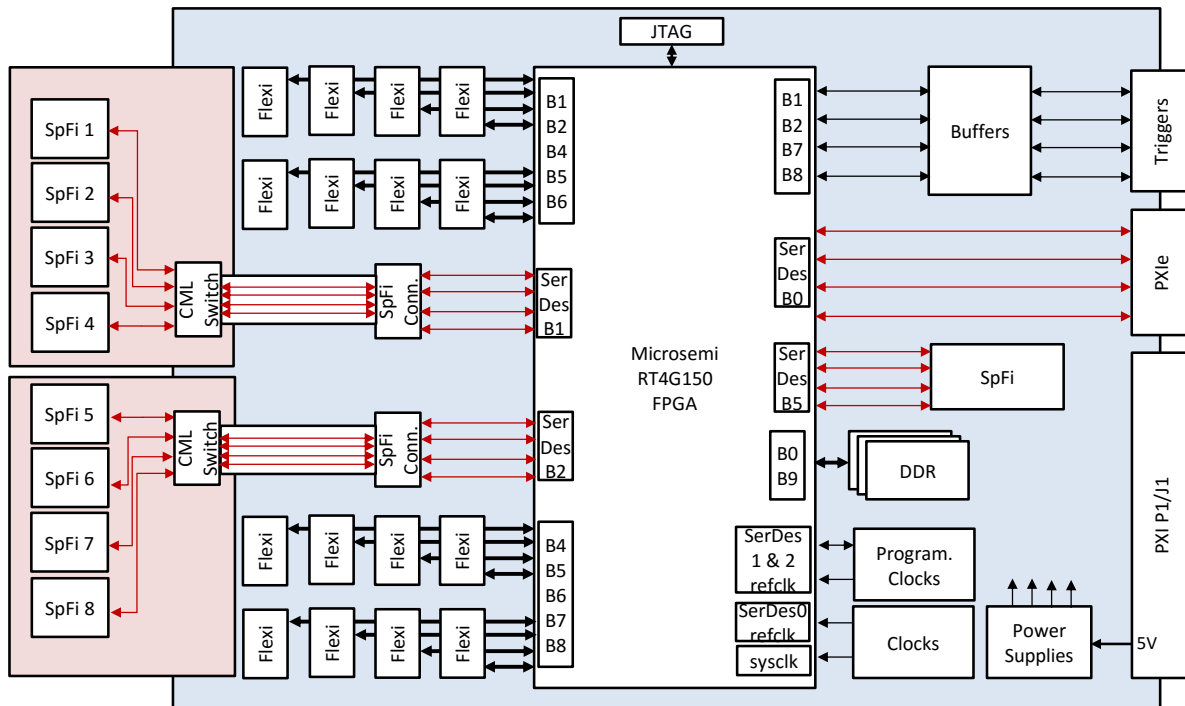 JTAG
SpFi 1
SpFi 2
SpFi 3
SpFi 4
CML
Switch
SpFi 5
SpFi 6
SpFi 7
SpFi 8
CML
Switch
Flexi
Flexi
Flexi
Flexi
Flexi
Flexi
Flexi
Flexi
SpFi
Conn.
SpFi
Conn.
Flexi
Flexi
Flexi
Flexi
Flexi
Flexi
Flexi
Flexi
B1
B2
B4
B5
B6
Ser
Des
B1
Ser
Des
B2
B4
B5
B6
B7
B8
Microsemi
RT4G150
FPGA
B1
B2
B7
B8
Ser
Des
B0
Ser
Des
B5
B0
B9
SerDes
1 & 2
refclk
SerDes0
refclk
sysclk
Buffers
SpFi
DDR
Program.
Clocks
Clocks
Power
Supplies
5V
Triggers
PXIe
PXI P1/J1